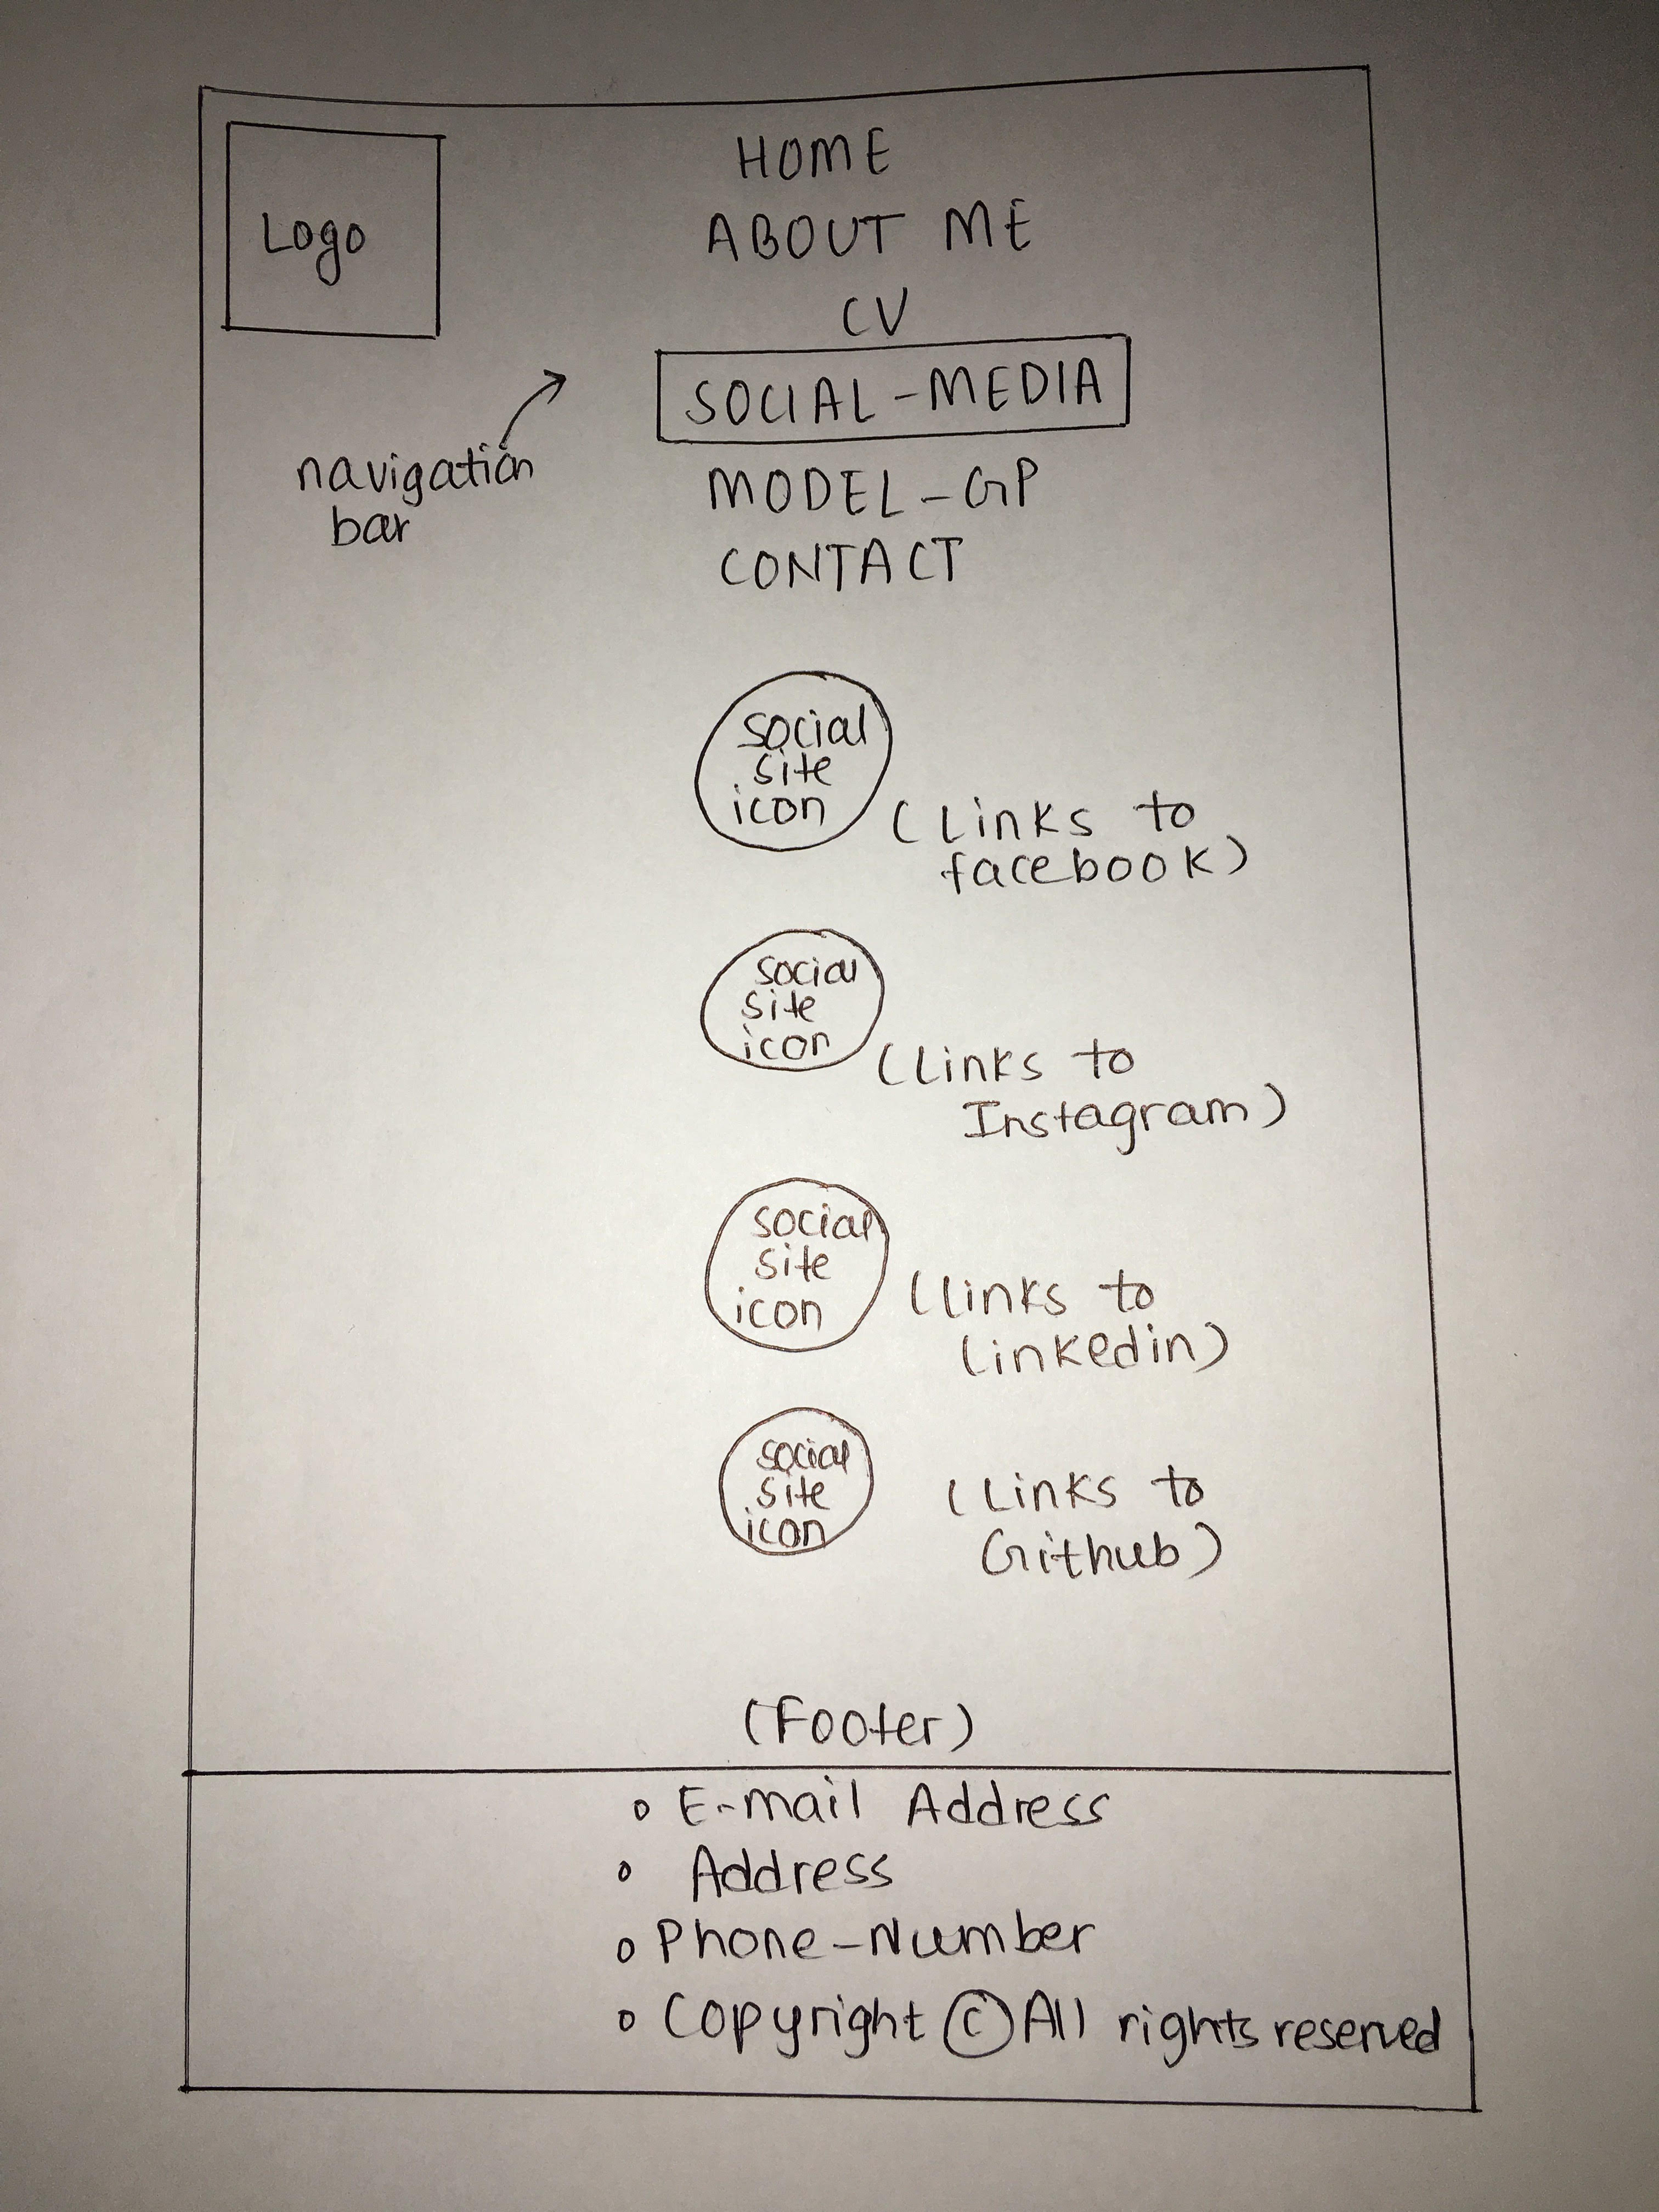 HOME
Logo
ABOUT ME
CV
SOCIAL-MEDIA
navigation
bar
MODEL-GP
CONTACT
social
site
icon
(Links to
facebook)
social
site
icon
(Links to
Instagram)
social
site
icon
(links to
Linkedin)
social
site
icon
(Links to
Github)
(Footer)
o E-mail Address
o Address
o Phone-Number
o Copyright © All rights reserved